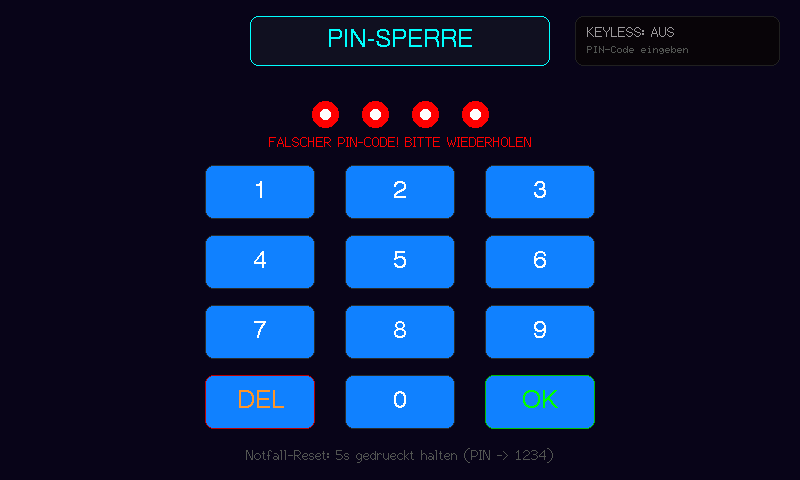 PIN-SPERRE
KEYLESS: AUS
PIN-Code eingeben
FALSCHER PIN-CODE! BITTE WIEDERHOLEN
1 2 3
4 5 6
7 8 9
DEL 0 OK
Notfall-Reset: 5s gedrueckt halten (PIN -> 1234)